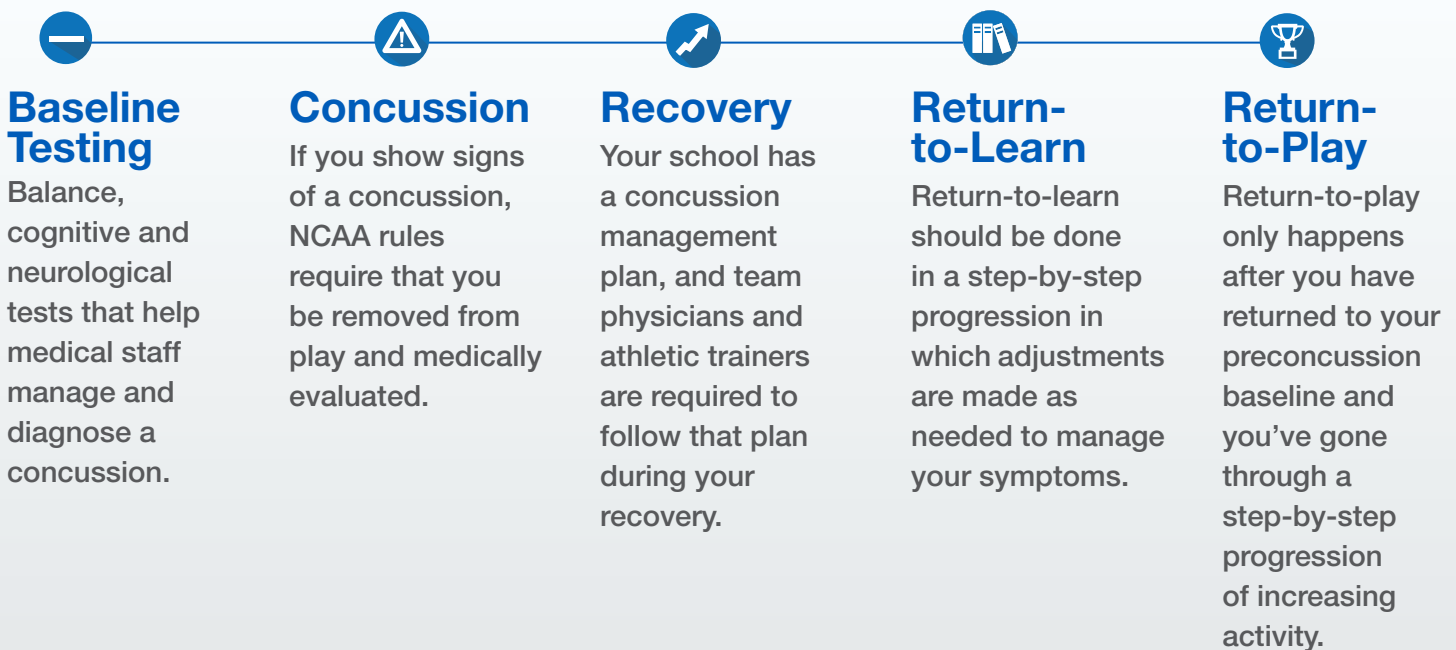 Baseline
Testing
Balance,
cognitive and
neurological
tests that help
medical staff
manage and
diagnose a
concussion.
Concussion
If you show signs
of a concussion,
NCAA rules
require that you
be removed from
play and medically
evaluated.
Recovery
Your school has
a concussion
management
plan, and team
physicians and
athletic trainers
are required to
follow that plan
during your
recovery.
Return-
to-Learn
Return-to-learn
should be done
in a step-by-step
progression in
which adjustments
are made as
needed to manage
your symptoms.
Return-
to-Play
Return-to-play
only happens
after you have
returned to your
preconcussion
baseline and
you’ve gone
through a
step-by-step
progression
of increasing
activity.